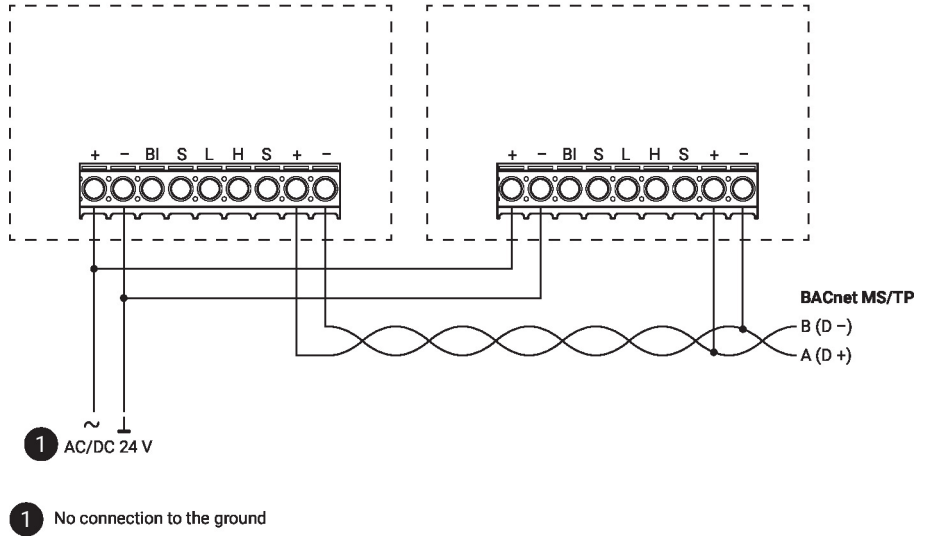 + − BI S L H S + −
+ − BI S L H S + −
BACnet MS/TP
B (D −)
A (D +)
~ ⊥
1 AC/DC 24 V
1 No connection to the ground